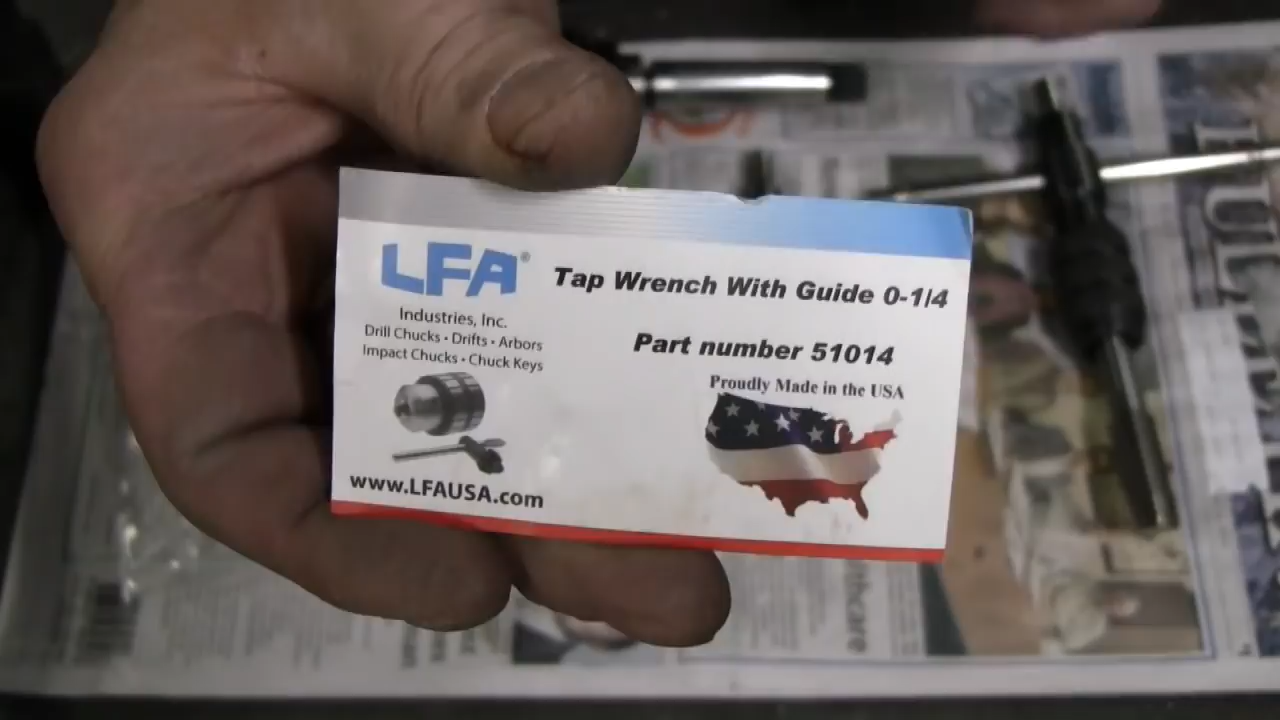 LFA®
Industries, Inc.
Drill Chucks • Drifts • Arbors
Impact Chucks • Chuck Keys
www.LFAUSA.com
Tap Wrench With Guide 0-1/4
Part number 51014
Proudly Made in the USA